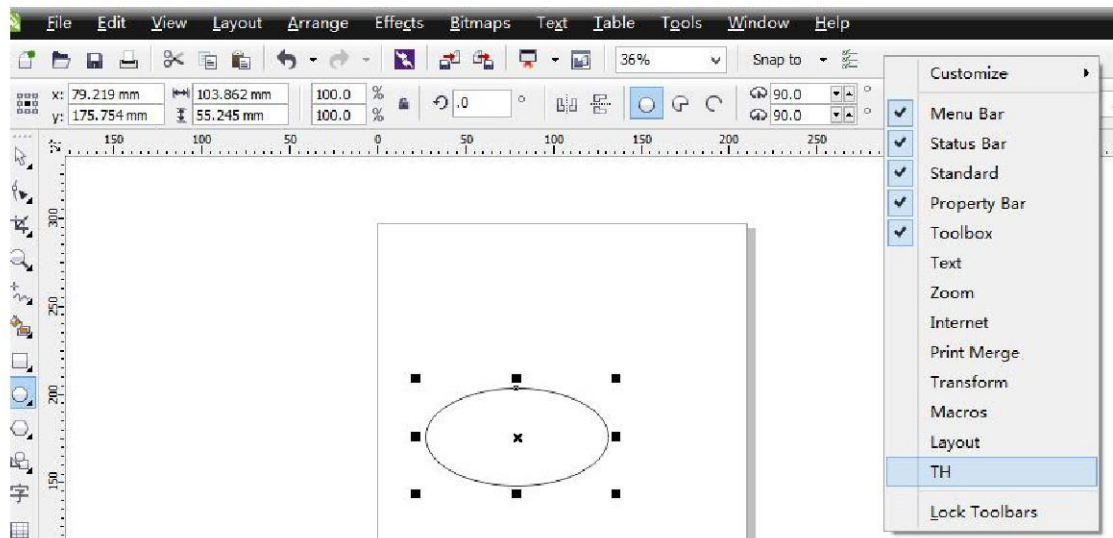 File Edit View Layout Arrange Effects Bitmaps Text Table Tools Window Help
36% Snap to
x: 79.219 mm 103.862 mm 100.0 % .0 ° 90.0 °
y: 175.754 mm 55.245 mm 100.0 % 90.0
150 100 50 0 50 100 150 200 250
300
250
200
150
字
Customize
Menu Bar
Status Bar
Standard
Property Bar
Toolbox
Text
Zoom
Internet
Print Merge
Transform
Macros
Layout
TH
Lock Toolbars